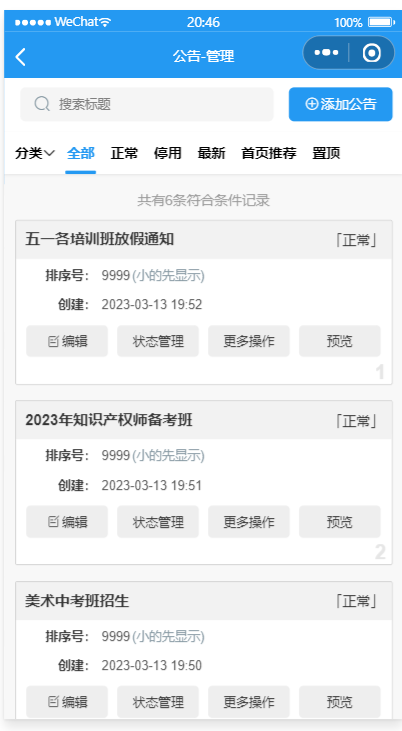 WeChat 20:46 100%
公告-管理
搜索标题 添加公告
分类 全部 正常 停用 最新 首页推荐 置顶
共有6条符合条件记录
五一各培训班放假通知 「正常」
排序号： 9999 (小的先显示)
创建： 2023-03-13 19:52
编辑 状态管理 更多操作 预览
1
2023年知识产权师备考班 「正常」
排序号： 9999 (小的先显示)
创建： 2023-03-13 19:51
编辑 状态管理 更多操作 预览
2
美术中考班招生 「正常」
排序号： 9999 (小的先显示)
创建： 2023-03-13 19:50
编辑 状态管理 更多操作 预览